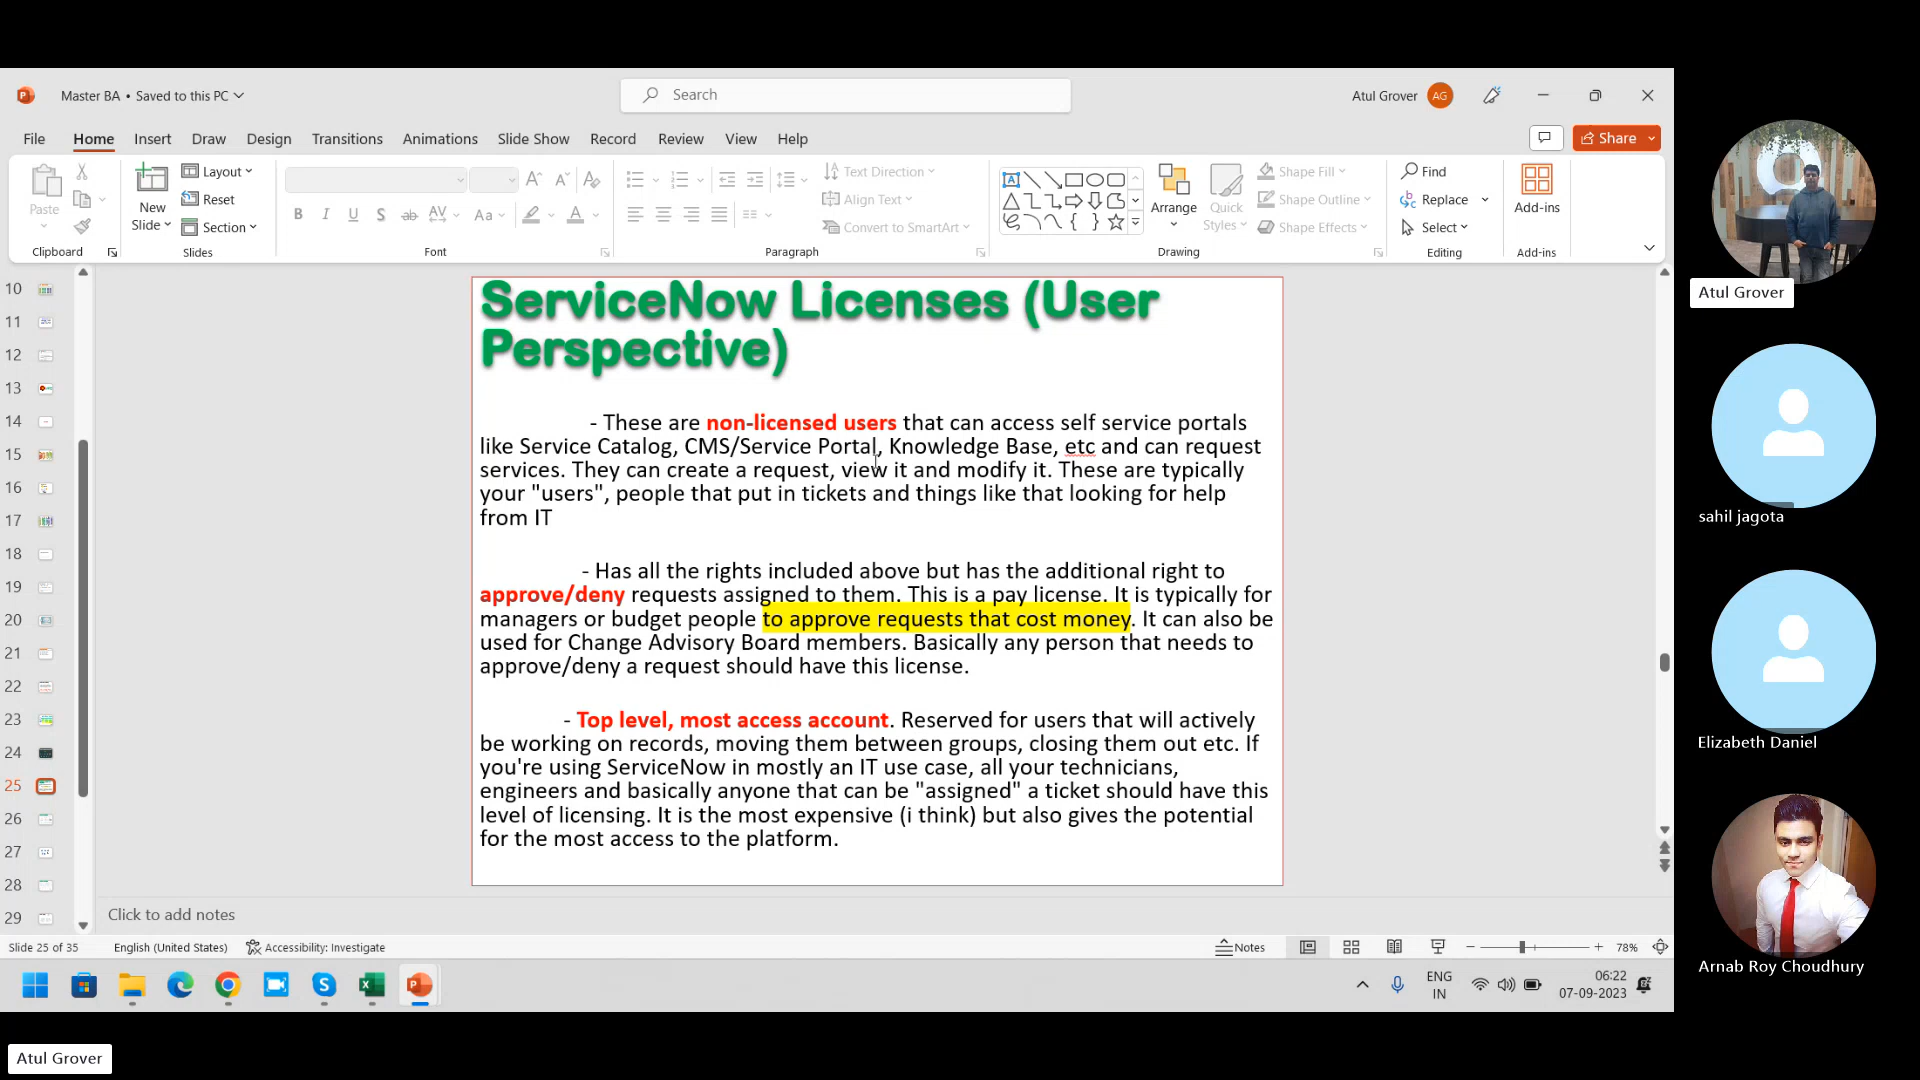 Master BA • Saved to this PC
Search
Atul Grover AG
File Home Insert Draw Design Transitions Animations Slide Show Record Review View Help
Share
Paste
Clipboard
New Slide
Layout
Reset
Section
Slides
B I U S ab AV Aa A
Font
Text Direction
Align Text
Convert to SmartArt
Paragraph
Arrange
Quick Styles
Shape Fill
Shape Outline
Shape Effects
Drawing
Find
Replace
Select
Editing
Add-ins
Add-ins
10
11
12
13
14
15
16
17
18
19
20
21
22
23
24
25
26
27
28
29
ServiceNow Licenses (User
Perspective)
- These are non-licensed users that can access self service portals
like Service Catalog, CMS/Service Portal, Knowledge Base, etc and can request
services. They can create a request, view it and modify it. These are typically
your "users", people that put in tickets and things like that looking for help
from IT
- Has all the rights included above but has the additional right to
approve/deny requests assigned to them. This is a pay license. It is typically for
managers or budget people to approve requests that cost money. It can also be
used for Change Advisory Board members. Basically any person that needs to
approve/deny a request should have this license.
- Top level, most access account. Reserved for users that will actively
be working on records, moving them between groups, closing them out etc. If
you're using ServiceNow in mostly an IT use case, all your technicians,
engineers and basically anyone that can be "assigned" a ticket should have this
level of licensing. It is the most expensive (i think) but also gives the potential
for the most access to the platform.
Click to add notes
Slide 25 of 35 English (United States) Accessibility: Investigate Notes 78%
ENG
IN
06:22
07-09-2023
Atul Grover
sahil jagota
Elizabeth Daniel
Arnab Roy Choudhury
Atul Grover